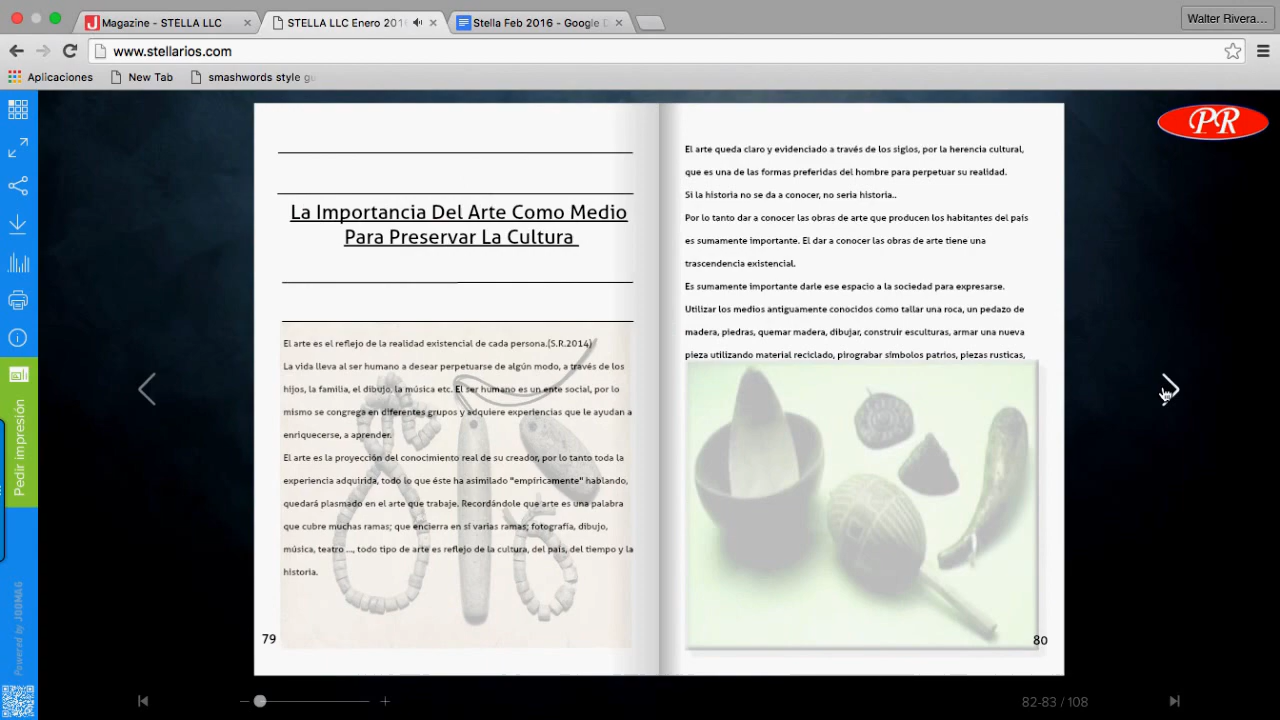 Magazine - STELLA LLC
STELLA LLC Enero 201
Stella Feb 2016 - Google D
Walter Rivera...
www.stellarios.com
Aplicaciones
New Tab
smashwords style gu
PR
La Importancia Del Arte Como Medio
Para Preservar La Cultura
El arte es el reflejo de la realidad existencial de cada persona.(S.R.2014)
La vida lleva al ser humano a desear perpetuarse de algún modo, a través de los
hijos, la familia, el dibujo, la música etc. El ser humano es un ente social, por lo
mismo se congrega en diferentes grupos y adquiere experiencias que le ayudan a
enriquecerse, a aprender.
El arte es la proyección del conocimiento real de su creador, por lo tanto toda la
experiencia adquirida, todo lo que éste ha asimilado "empíricamente" hablando,
quedará plasmado en el arte que trabaje. Recordándole que arte es una palabra
que cubre muchas ramas; que encierra en sí varias ramas; fotografía, dibujo,
música, teatro ..., todo tipo de arte es reflejo de la cultura, del país, del tiempo y la
historia.
79
El arte queda claro y evidenciado a través de los siglos, por la herencia cultural,
que es una de las formas preferidas del hombre para perpetuar su realidad.
Si la historia no se da a conocer, no sería historia..
Por lo tanto dar a conocer las obras de arte que producen los habitantes del país
es sumamente importante. El dar a conocer las obras de arte tiene una
trascendencia existencial.
Es sumamente importante darle ese espacio a la sociedad para expresarse.
Utilizar los medios antiguamente conocidos como tallar una roca, un pedazo de
madera, piedras, quemar madera, dibujar, construir esculturas, armar una nueva
pieza utilizando material reciclado, pirograbar símbolos patrios, piezas rusticas,
80
Pedir impresión
Powered by JOOMAG
82-83 / 108